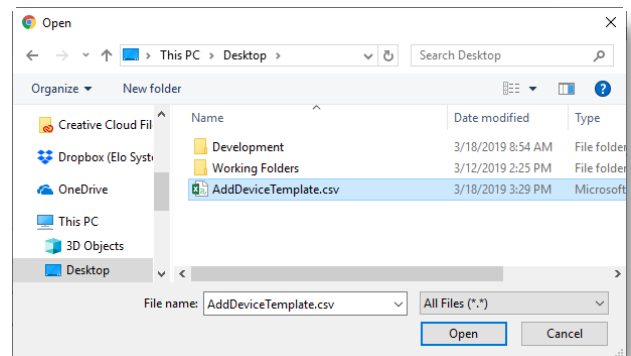 Open
This PC > Desktop >
Search Desktop
Organize
New folder
Name
Date modified
Type
Creative Cloud Fil
Dropbox (Elo Syst
OneDrive
This PC
3D Objects
Desktop
Development 3/18/2019 8:54 AM File folder
Working Folders 3/12/2019 2:25 PM File folder
AddDeviceTemplate.csv 3/18/2019 3:29 PM Microsoft
File name: AddDeviceTemplate.csv
All Files (*.*)
Open
Cancel